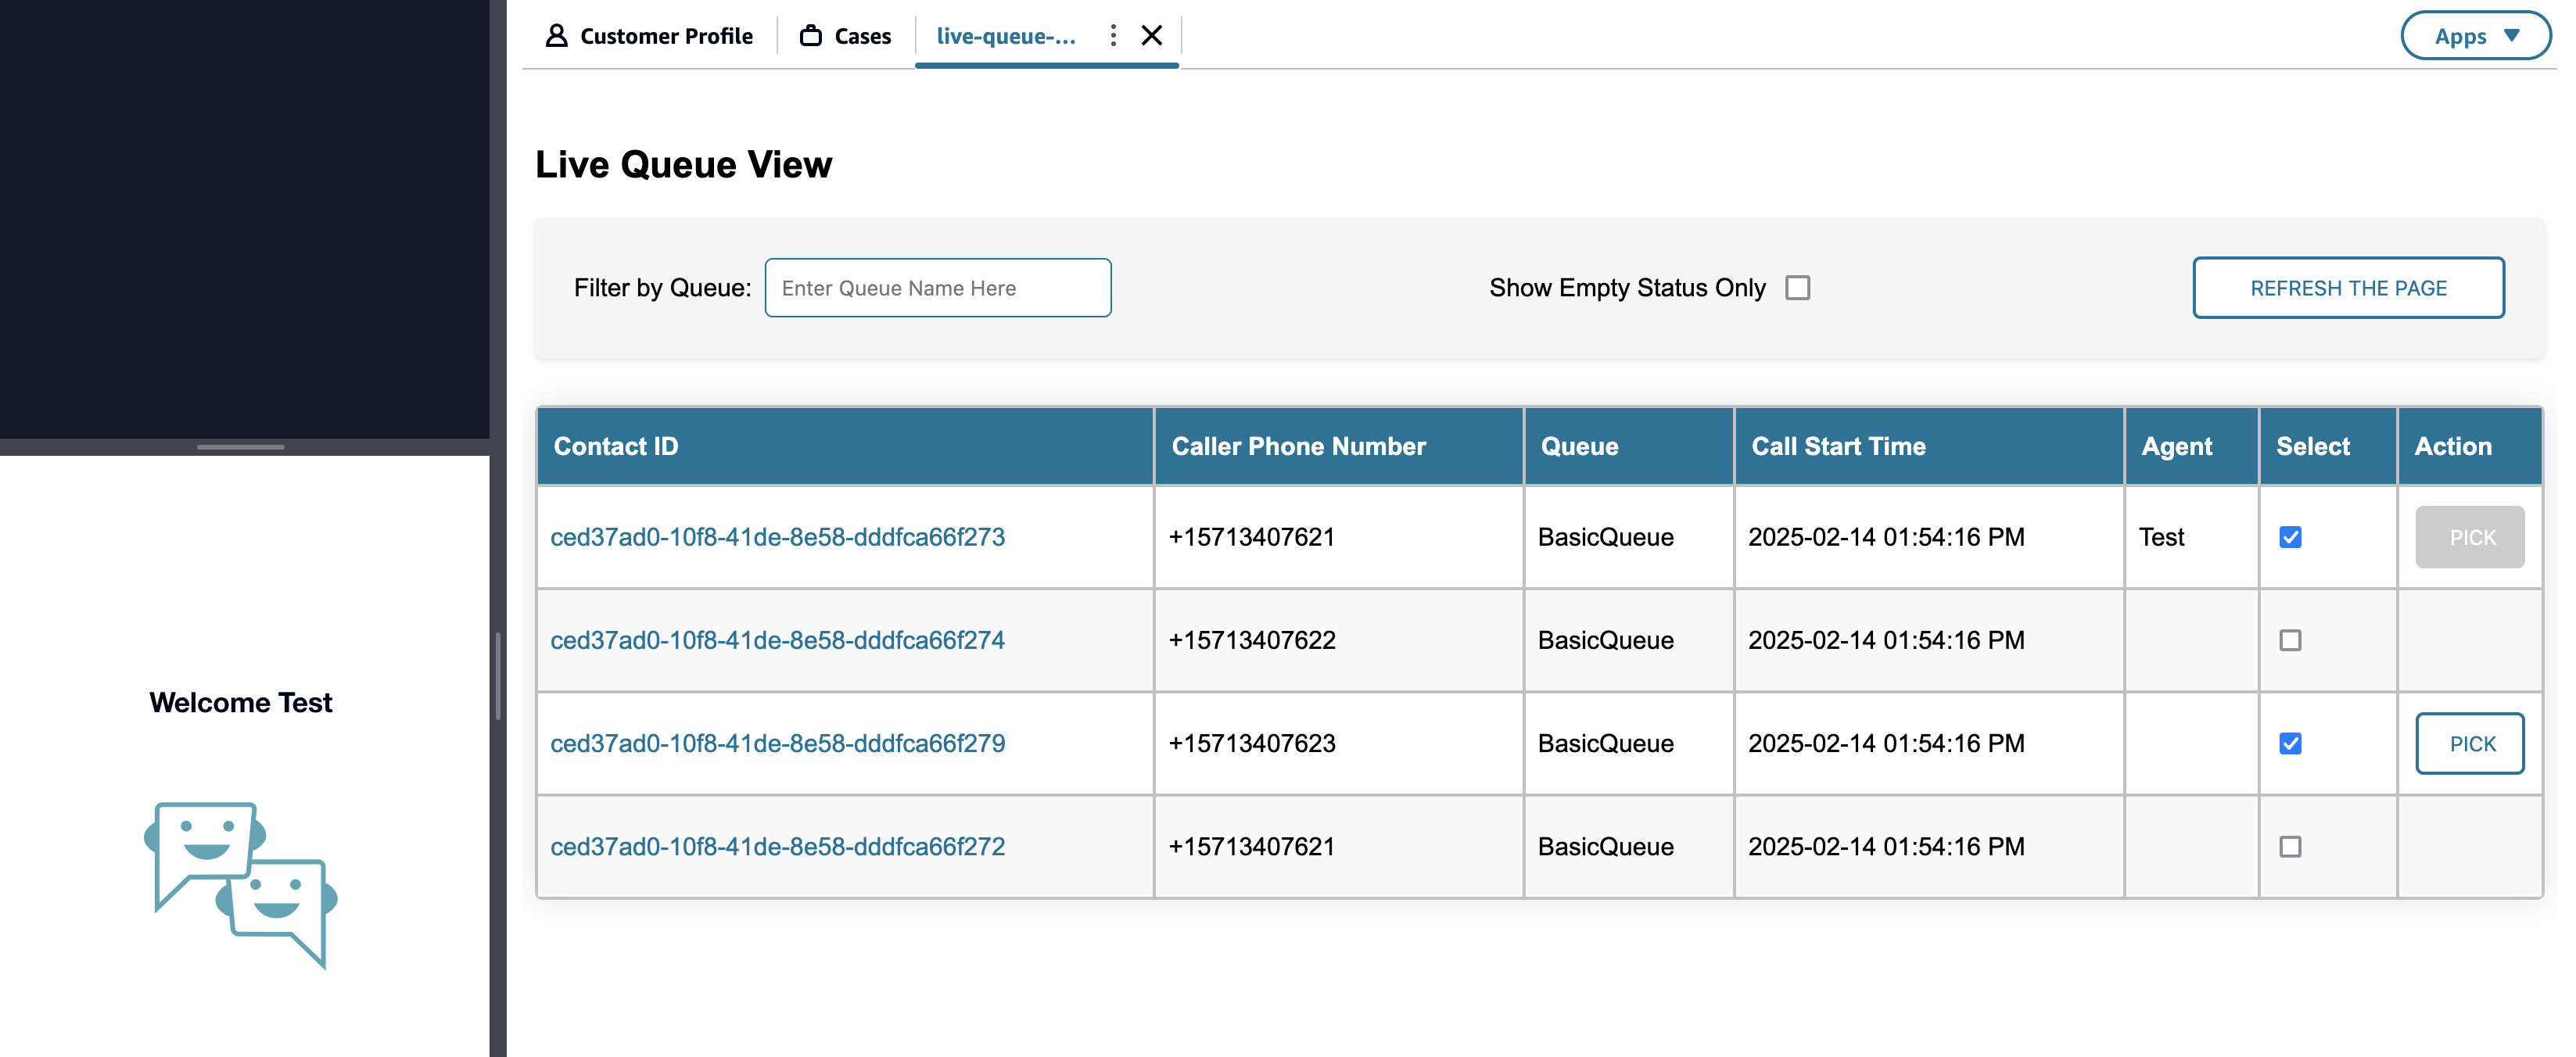 Customer Profile Cases live-queue-... Apps
Live Queue View
Filter by Queue: Enter Queue Name Here Show Empty Status Only REFRESH THE PAGE
Contact ID Caller Phone Number Queue Call Start Time Agent Select Action
ced37ad0-10f8-41de-8e58-dddfca66f273 +15713407621 BasicQueue 2025-02-14 01:54:16 PM Test PICK
ced37ad0-10f8-41de-8e58-dddfca66f274 +15713407622 BasicQueue 2025-02-14 01:54:16 PM
ced37ad0-10f8-41de-8e58-dddfca66f279 +15713407623 BasicQueue 2025-02-14 01:54:16 PM PICK
ced37ad0-10f8-41de-8e58-dddfca66f272 +15713407621 BasicQueue 2025-02-14 01:54:16 PM
Welcome Test